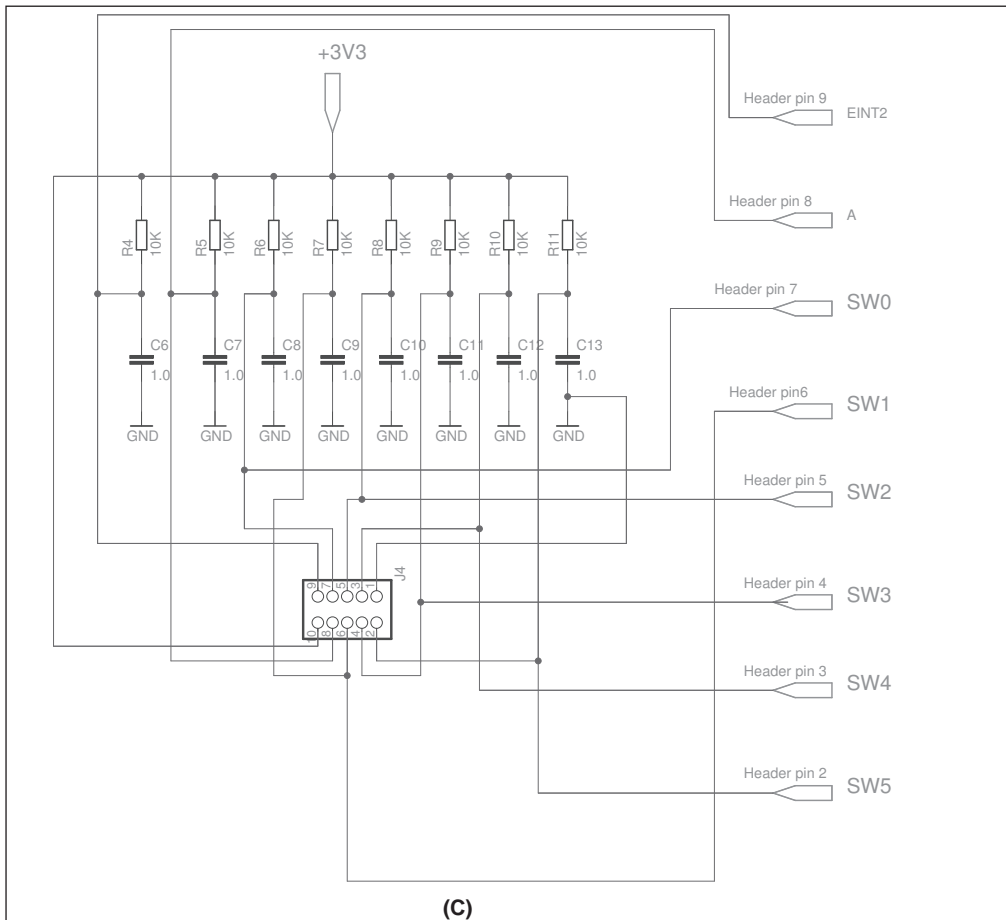 +3V3
Header pin 9
EINT2
Header pin 8
A
R4
10K
R5
10K
R6
10K
R7
10K
R8
10K
R9
10K
R10
10K
R11
10K
Header pin 7
SW0
C6
1.0
C7
1.0
C8
1.0
C9
1.0
C10
1.0
C11
1.0
C12
1.0
C13
1.0
GND
GND
GND
GND
GND
GND
GND
GND
Header pin6
SW1
Header pin 5
SW2
J4
9
7
5
3
1
10
8
6
4
2
Header pin 4
SW3
Header pin 3
SW4
Header pin 2
SW5
(C)